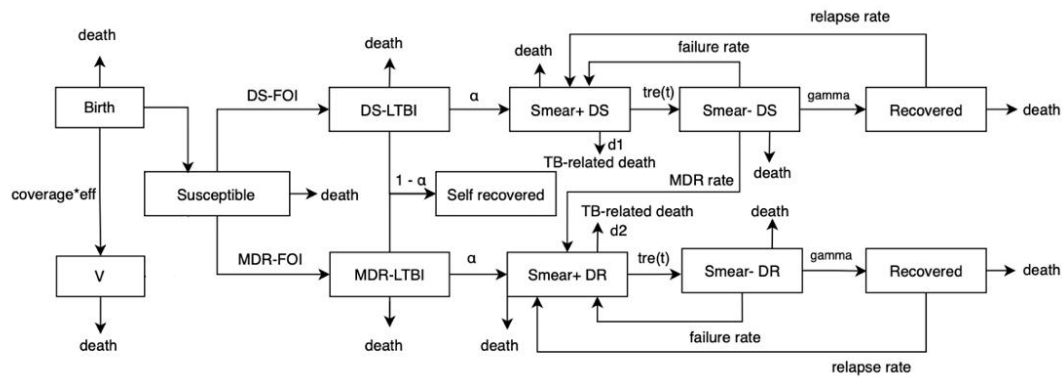 relapse rate
death
death
failure rate
death
DS-FOI
α
tre(t)
gamma
Birth
DS-LTBI
Smear+ DS
Smear- DS
Recovered
death
d1
TB-related death
death
1 - α
MDR rate
coverage*eff
Susceptible
death
Self recovered
TB-related death
d2
death
MDR-FOI
α
tre(t)
gamma
V
MDR-LTBI
Smear+ DR
Smear- DR
Recovered
death
death
death
death
failure rate
relapse rate